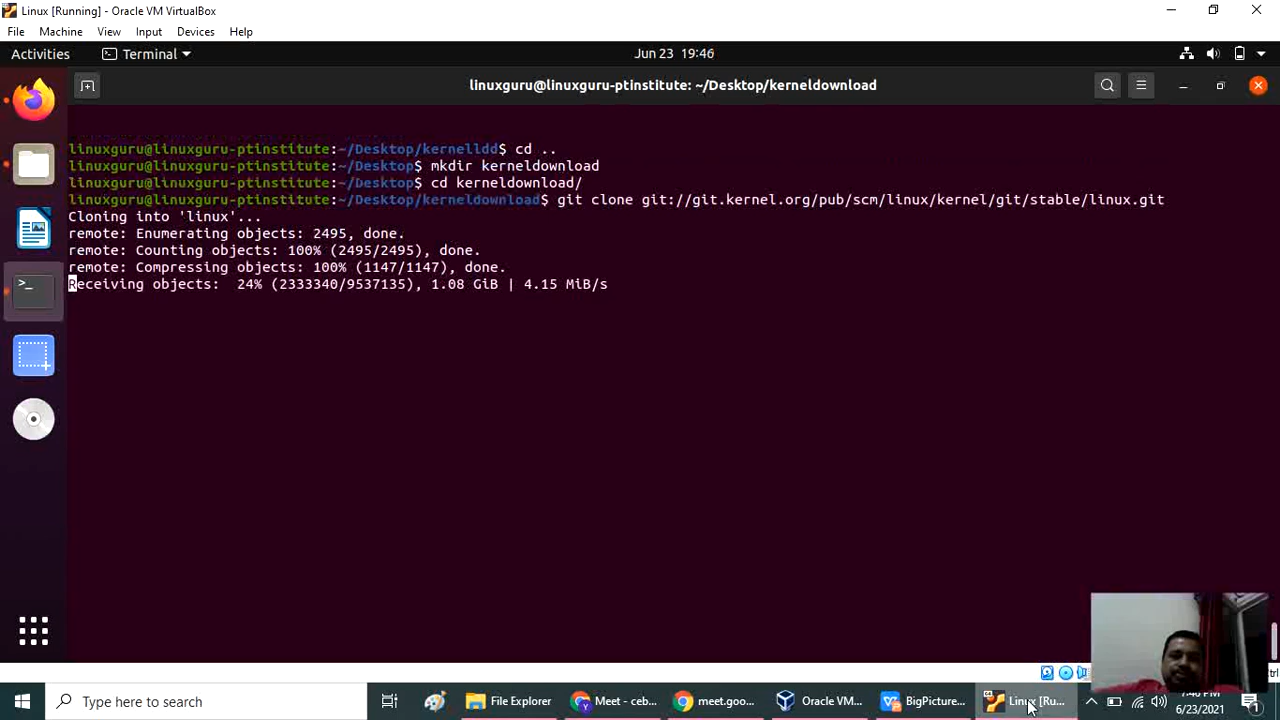 Linux [Running] - Oracle VM VirtualBox
File Machine View Input Devices Help
Activities Terminal Jun 23 19:46
linuxguru@linuxguru-ptinstitute: ~/Desktop/kerneldownload
linuxguru@linuxguru-ptinstitute:~/Desktop/kernelldd$ cd ..
linuxguru@linuxguru-ptinstitute:~/Desktop$ mkdir kerneldownload
linuxguru@linuxguru-ptinstitute:~/Desktop$ cd kerneldownload/
linuxguru@linuxguru-ptinstitute:~/Desktop/kerneldownload$ git clone git://git.kernel.org/pub/scm/linux/kernel/git/stable/linux.git
Cloning into 'linux'...
remote: Enumerating objects: 2495, done.
remote: Counting objects: 100% (2495/2495), done.
remote: Compressing objects: 100% (1147/1147), done.
Receiving objects:  24% (2333340/9537135), 1.08 GiB | 4.15 MiB/s
Type here to search File Explorer Meet - ceb... meet.goo... Oracle VM... BigPicture... Linux [Ru...
6/23/2021